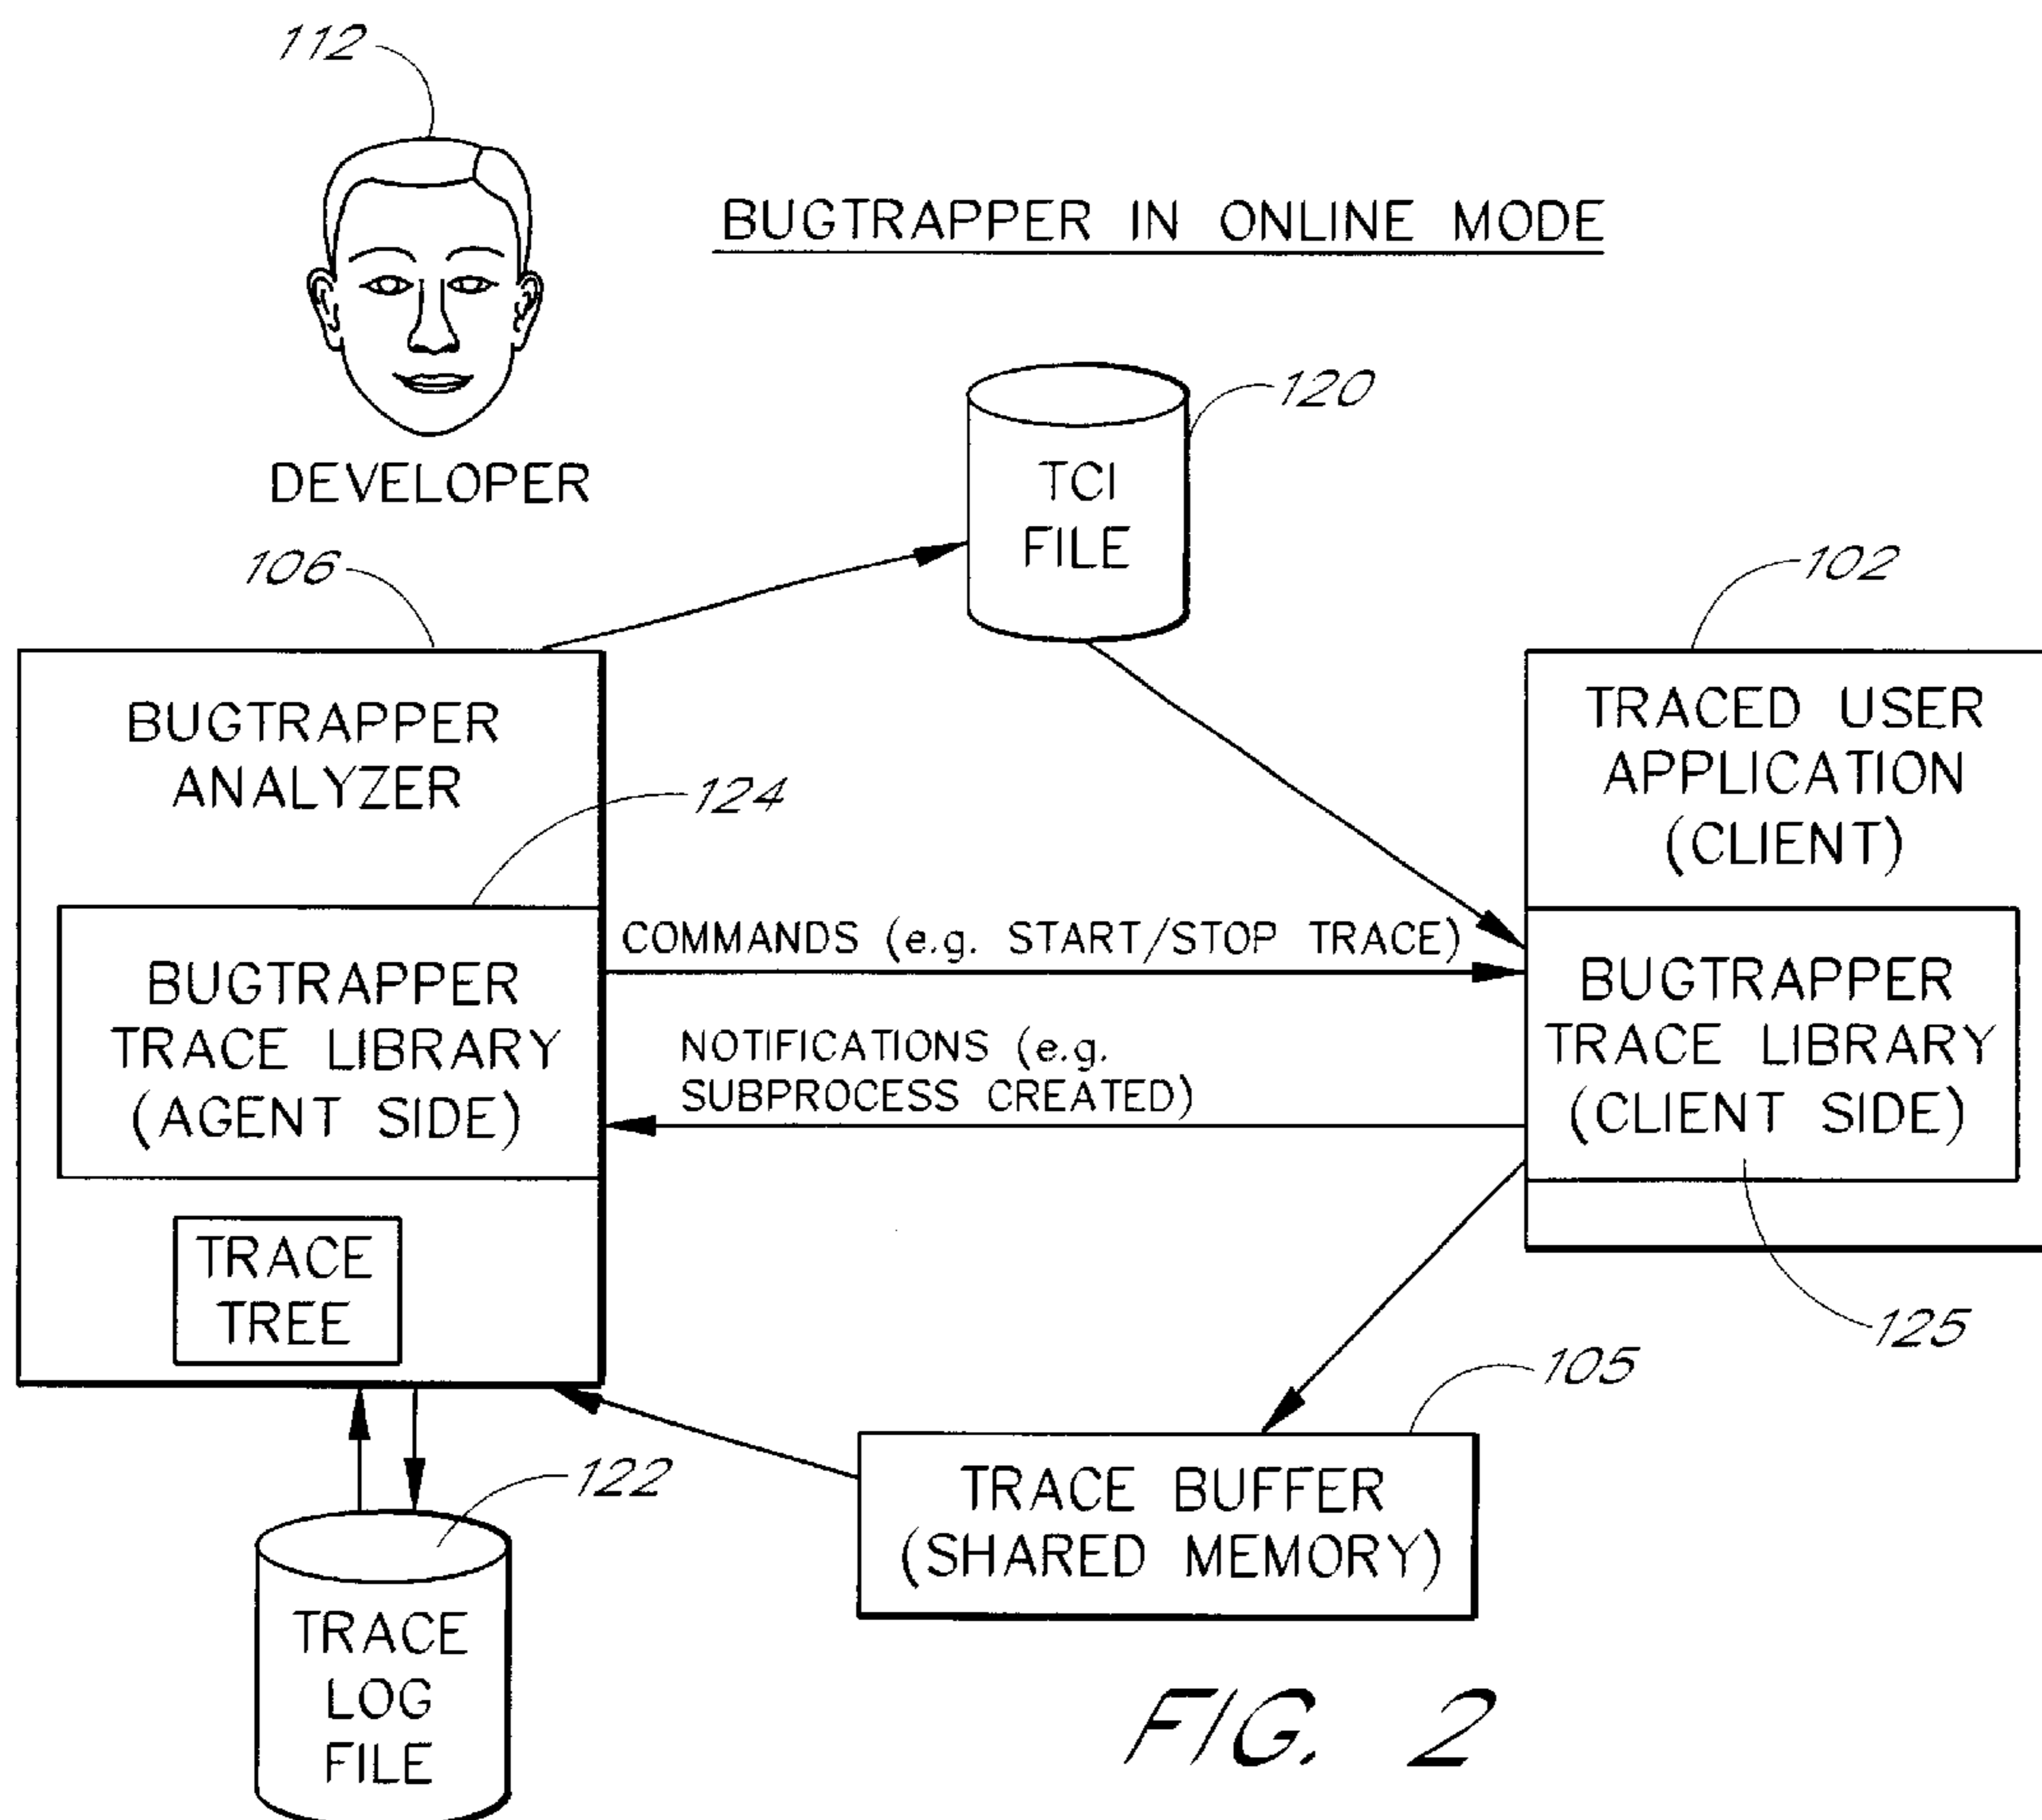 112
BUGTRAPPER IN ONLINE MODE
DEVELOPER
120
TCI
FILE
106
102
BUGTRAPPER
ANALYZER
124
TRACED USER
APPLICATION
(CLIENT)
COMMANDS (e.g. START/STOP TRACE)
BUGTRAPPER
TRACE LIBRARY
(AGENT SIDE)
NOTIFICATIONS (e.g.
SUBPROCESS CREATED)
BUGTRAPPER
TRACE LIBRARY
(CLIENT SIDE)
TRACE
TREE
125
105
122
TRACE BUFFER
(SHARED MEMORY)
TRACE
LOG
FILE
FIG. 2